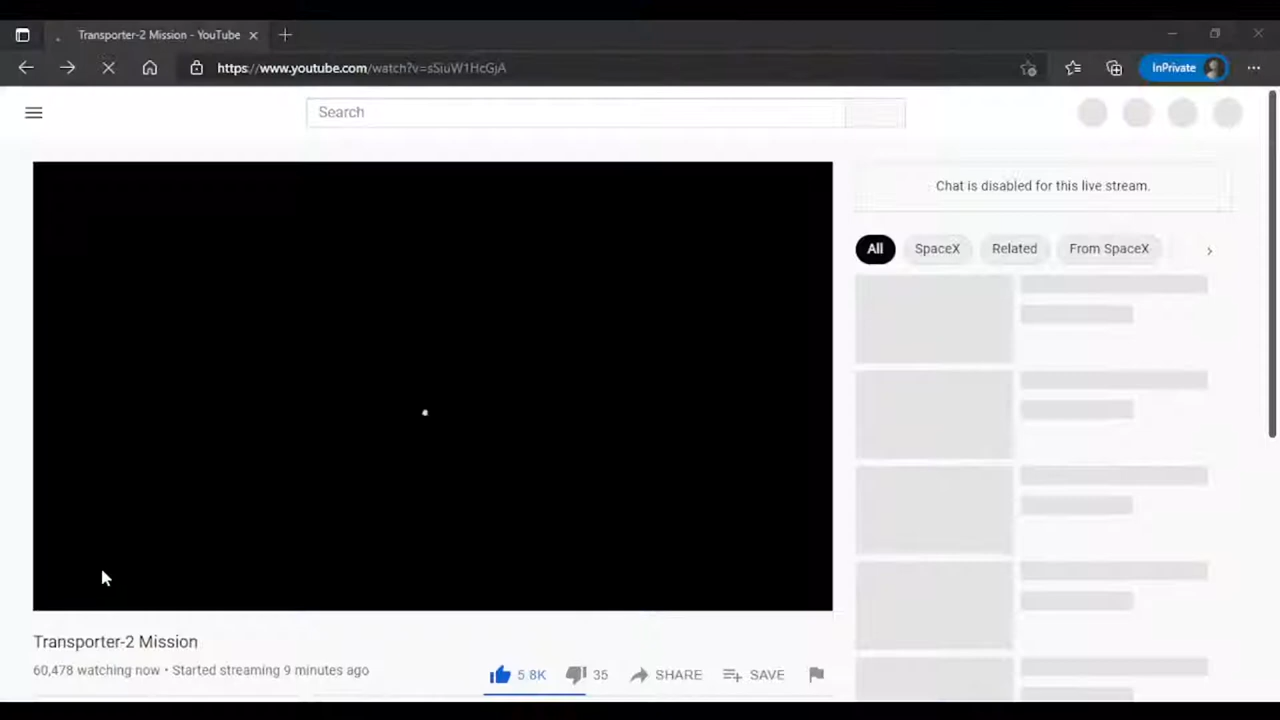 Transporter-2 Mission - YouTube
https://www.youtube.com/watch?v=sSiuW1HcGjA
InPrivate
Search
Chat is disabled for this live stream.
All
SpaceX
Related
From SpaceX
Transporter-2 Mission
60,478 watching now • Started streaming 9 minutes ago
5.8K
35
SHARE
SAVE